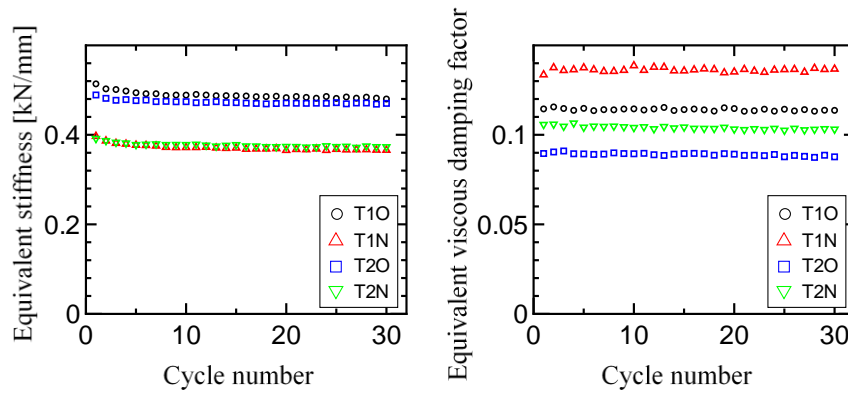 Equivalent stiffness [kN/mm]
0.4
0.2
0
0
10
20
30
Cycle number
T1O
T1N
T2O
T2N
Equivalent viscous damping factor
0.1
0.05
0
0
10
20
30
Cycle number
T1O
T1N
T2O
T2N